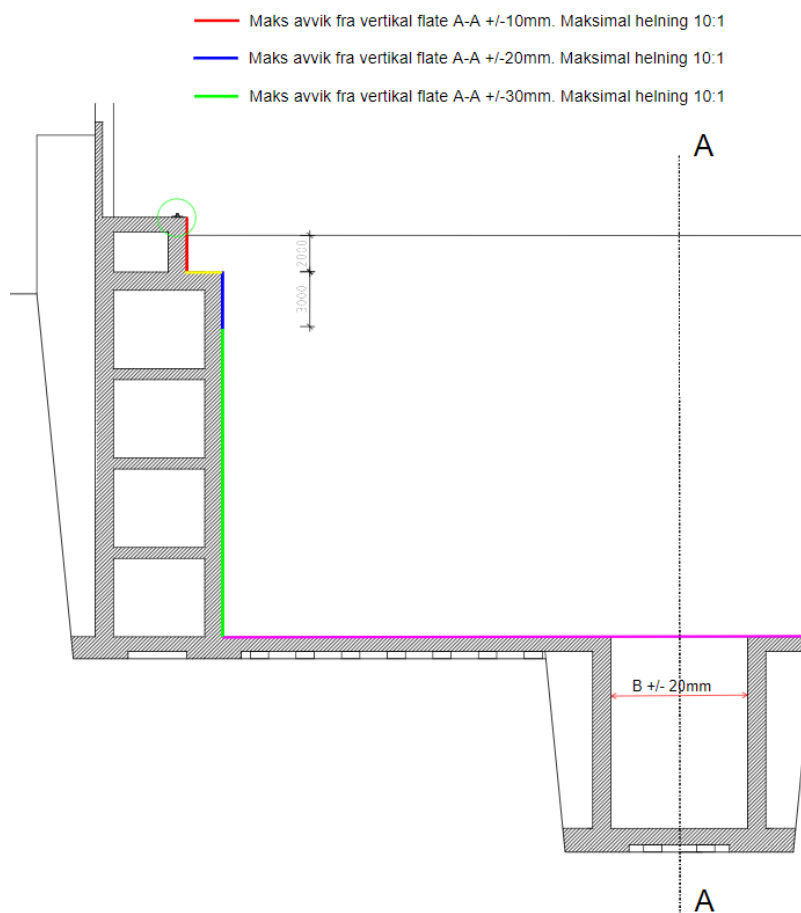 Maks avvik fra vertikal flate A-A +/-10mm. Maksimal helning 10:1
Maks avvik fra vertikal flate A-A +/-20mm. Maksimal helning 10:1
Maks avvik fra vertikal flate A-A +/-30mm. Maksimal helning 10:1
A
2000
3000
B +/- 20mm
A